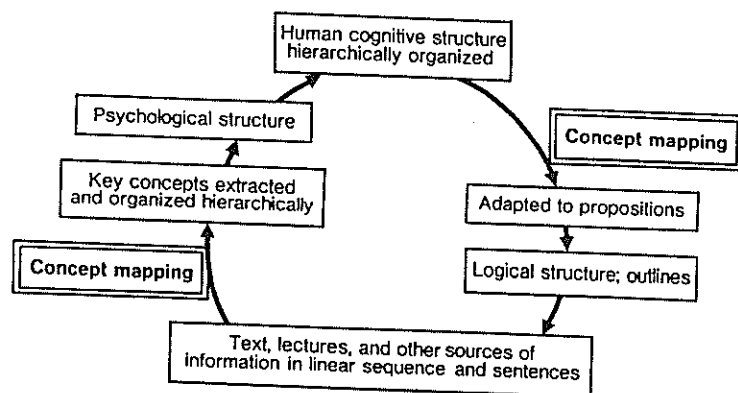 Human cognitive structure
hierarchically organized
Psychological structure
Concept mapping
Key concepts extracted
and organized hierarchically
Adapted to propositions
Concept mapping
Logical structure; outlines
Text, lectures, and other sources of
information in linear sequence and sentences